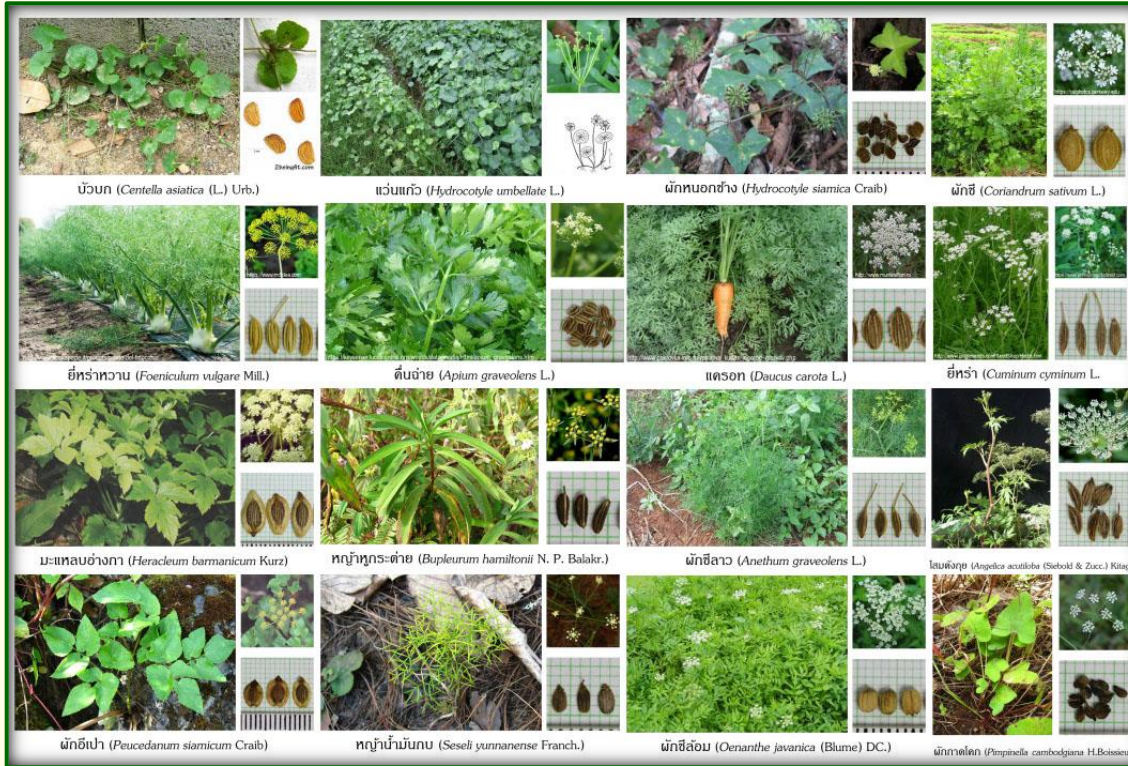 บัวบก (Centella asiatica (L.) Urb.)
แว่นแก้ว (Hydrocotyle umbellate L.)
ผักหนอกช้าง (Hydrocotyle siamica Craib)
ผักชี (Coriandrum sativum L.)
ยี่หร่าหวาน (Foeniculum vulgare Mill.)
คื่นฉ่าย (Apium graveolens L.)
แครอท (Daucus carota L.)
ยี่หร่า (Cuminum cyminum L.
มะแหลบอ่างกา (Heracleum barmanicum Kurz)
หญ้าหูกระต่าย (Bupleurum hamiltonii N. P. Balakr.)
ผักชีลาว (Anethum graveolens L.)
โสมตังกุย (Angelica acutiloba (Siebold & Zucc.) Kitag
ผักอีเปา (Peucedanum siamicum Craib)
หญ้าน้ำมันกบ (Seseli yunnanense Franch.)
ผักชีล้อม (Oenanthe javanica (Blume) DC.)
ผักกาดโคก (Pimpinella cambodgiana H.Boissieu